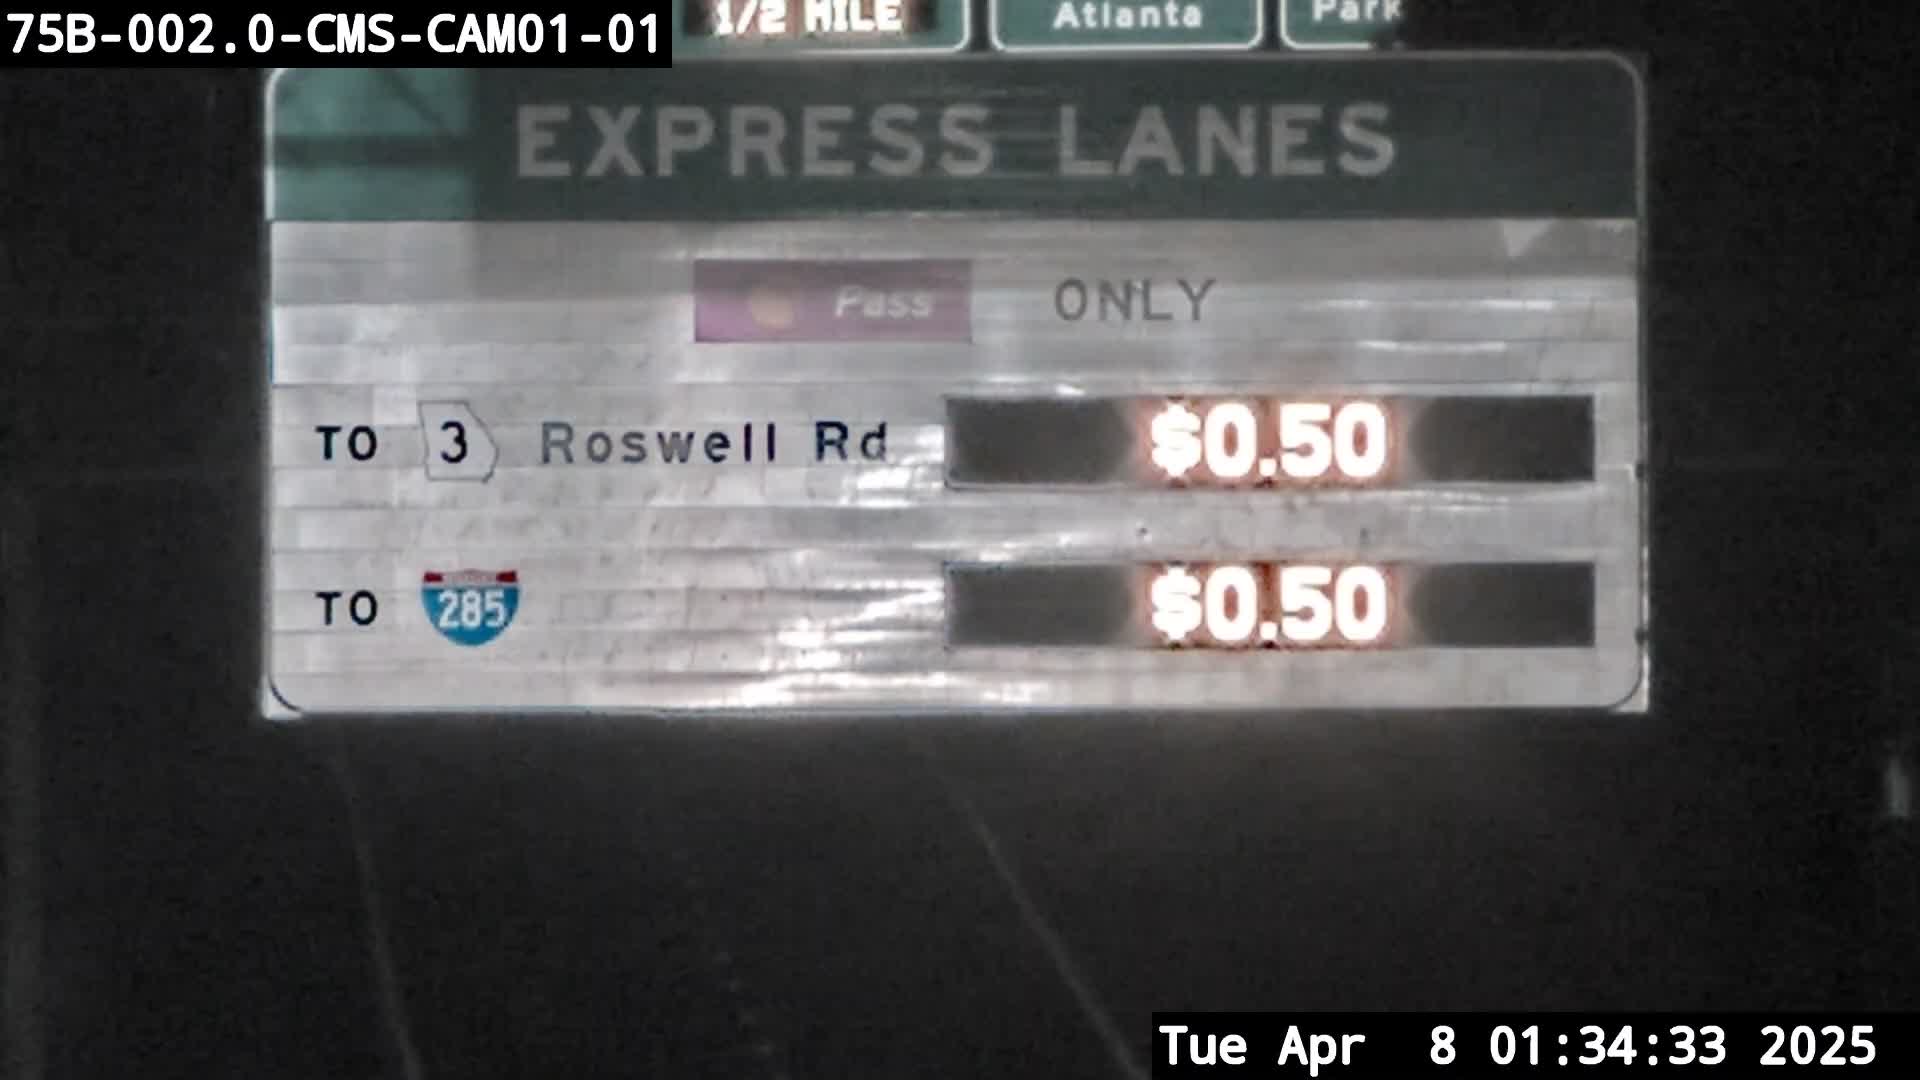 75B-002.0-CMS-CAM01-01
1/2 MILE
Atlanta
Park
EXPRESS LANES
Pass ONLY
TO 3 Roswell Rd $0.50
TO 285 $0.50
Tue Apr 8 01:34:33 2025